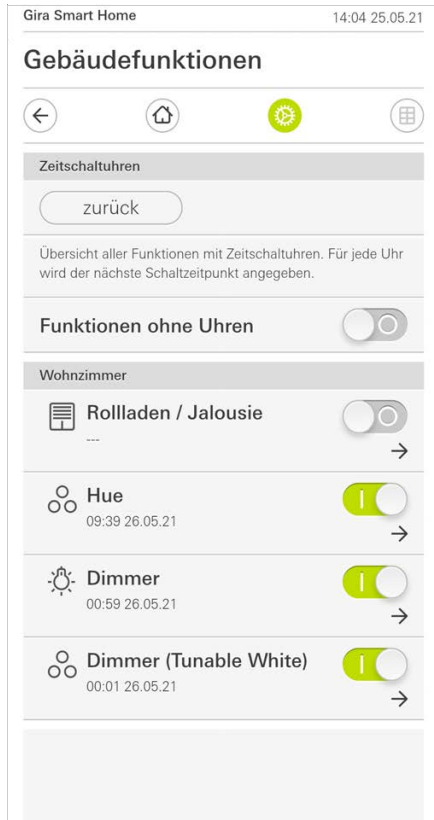 Gira Smart Home
14:04 25.05.21
Gebäudefunktionen
Zeitschaltuhren
zurück
Übersicht aller Funktionen mit Zeitschaltuhren. Für jede Uhr
wird der nächste Schaltzeitpunkt angegeben.
Funktionen ohne Uhren
Wohnzimmer
Rollladen / Jalousie
---
Hue
09:39 26.05.21
Dimmer
00:59 26.05.21
Dimmer (Tunable White)
00:01 26.05.21